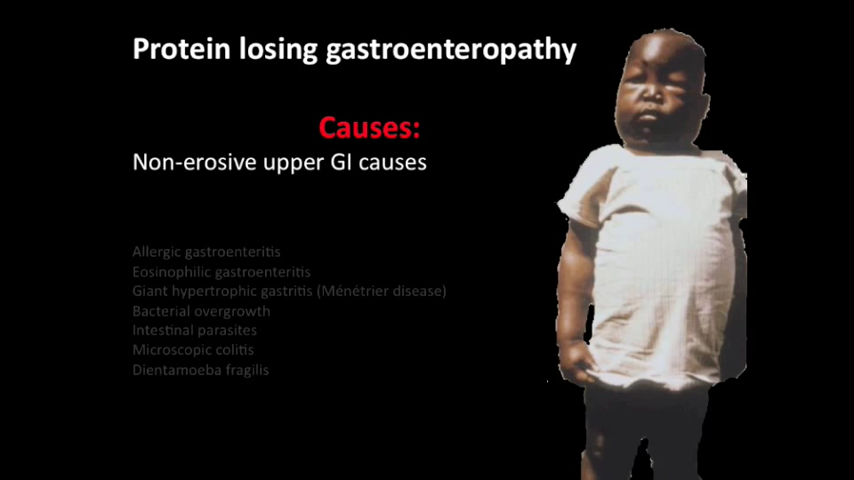 Protein losing gastroenteropathy
Causes:
Non-erosive upper GI causes
Allergic gastroenteritis
Eosinophilic gastroenteritis
Giant hypertrophic gastritis (Ménétrier disease)
Bacterial overgrowth
Intestinal parasites
Microscopic colitis
Dientamoeba fragilis